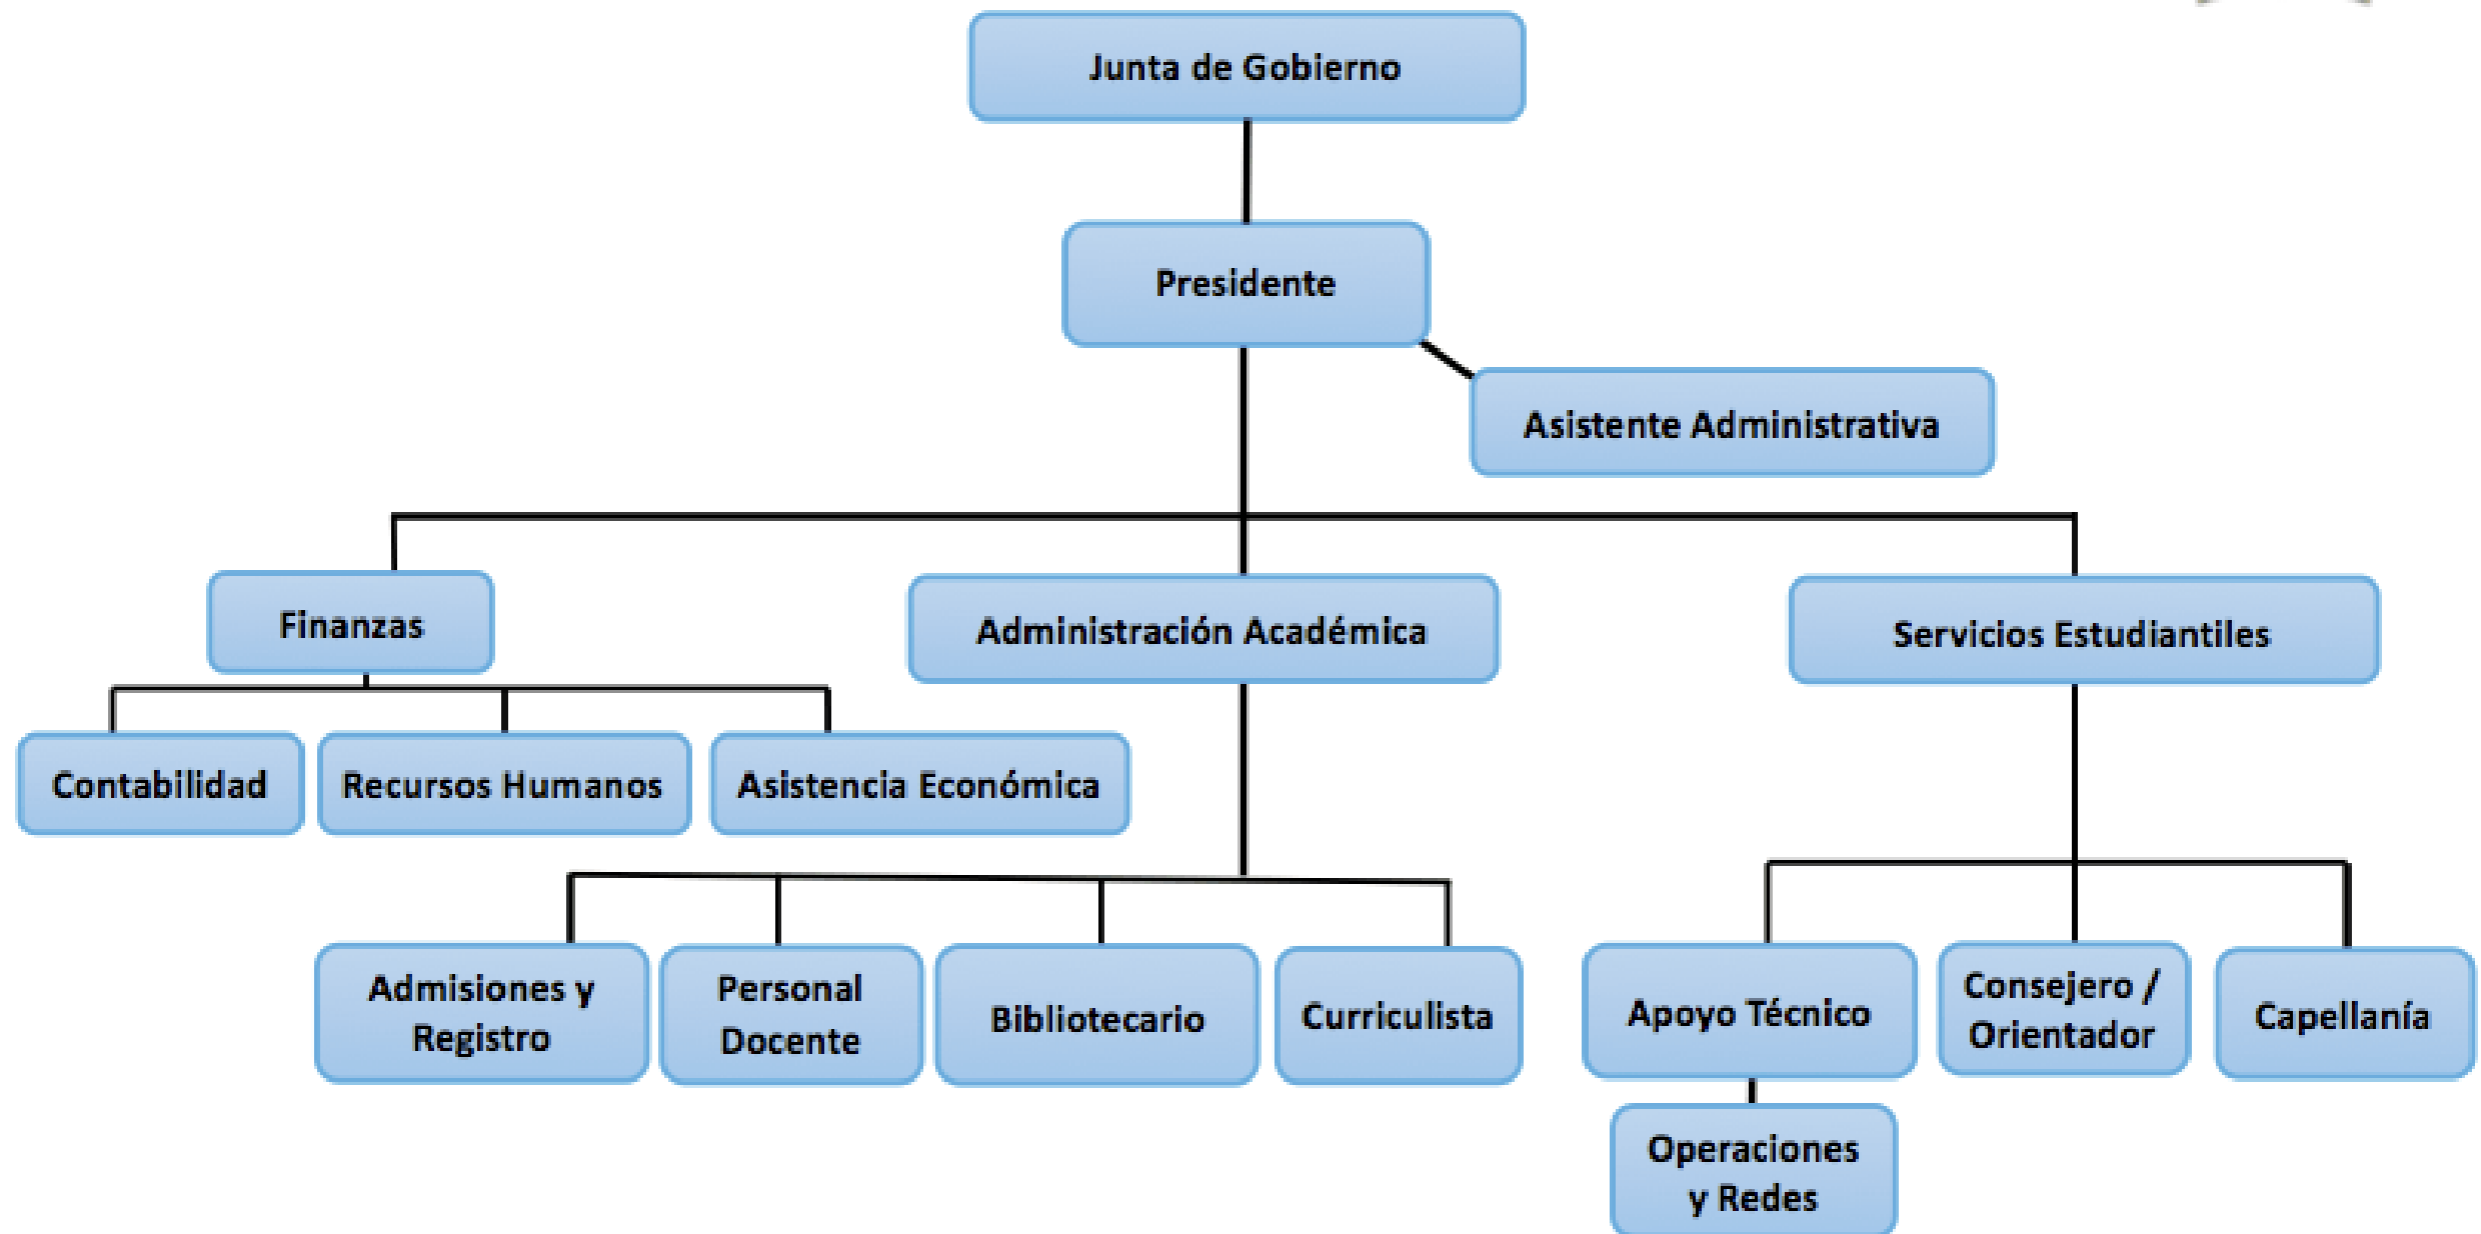 Junta de Gobierno
Presidente
Asistente Administrativa
Finanzas
Administración Académica
Servicios Estudiantiles
Contabilidad
Recursos Humanos
Asistencia Económica
Admisiones y
Registro
Personal
Docente
Bibliotecario
Curriculista
Apoyo Técnico
Consejero /
Orientador
Capellanía
Operaciones
y Redes